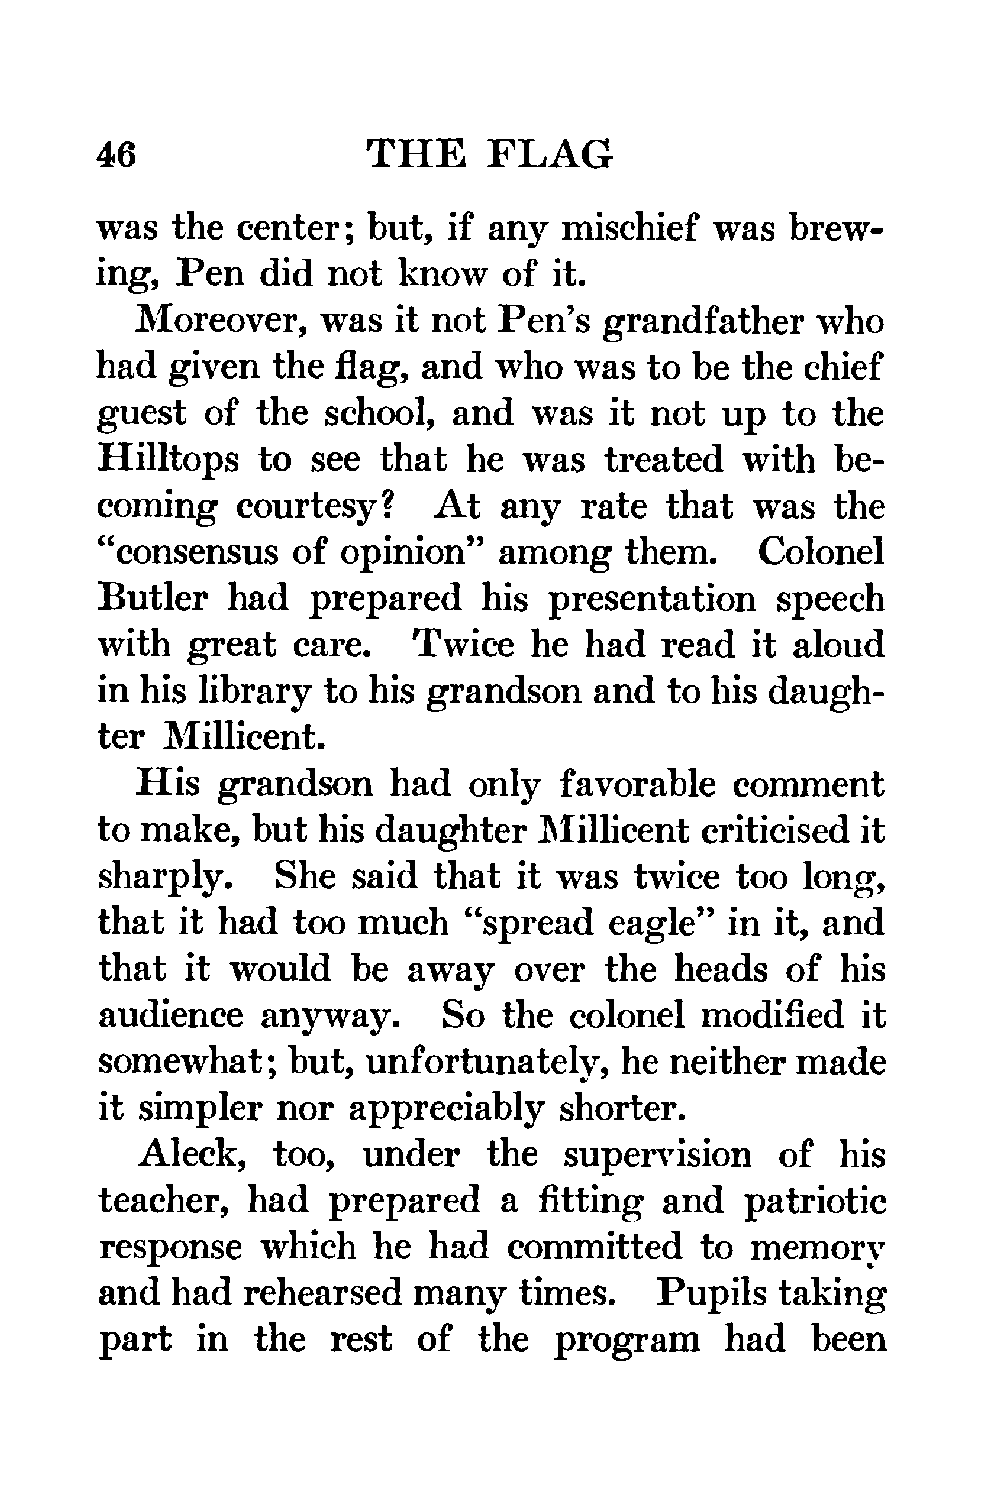 46 THE FLAG
was the center; but, if any mischief was brew-
ing, Pen did not know of it.
Moreover, was it not Pen's grandfather who
had given the flag, and who was to be the chief
guest of the school, and was it not up to the
Hilltops to see that he was treated with be-
coming courtesy? At any rate that was the
“consensus of opinion” among them. Colonel
Butler had prepared his presentation speech
with great care. Twice he had read it aloud
in his library to his grandson and to his daugh-
ter Millicent.
His grandson had only favorable comment
to make, but his daughter Millicent criticised it
sharply. She said that it was twice too long,
that it had too much “spread eagle” in it, and
that it would be away over the heads of his
audience anyway. So the colonel modified it
somewhat; but, unfortunately, he neither made
it simpler nor appreciably shorter.
Aleck, too, under the supervision of his
teacher, had prepared a fitting and patriotic
response which he had committed to memory
and had rehearsed many times. Pupils taking
part in the rest of the program had been